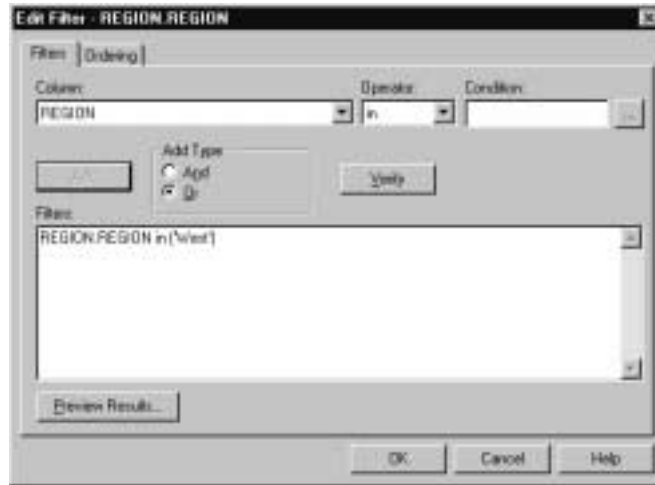 Edit Filter - REGION.REGION
Filters Ordering
Column: Operator: Condition:
REGION in ...
Add Type
Add And
Or
Verify
Filters:
REGION.REGION in ('West')
Preview Results...
OK Cancel Help